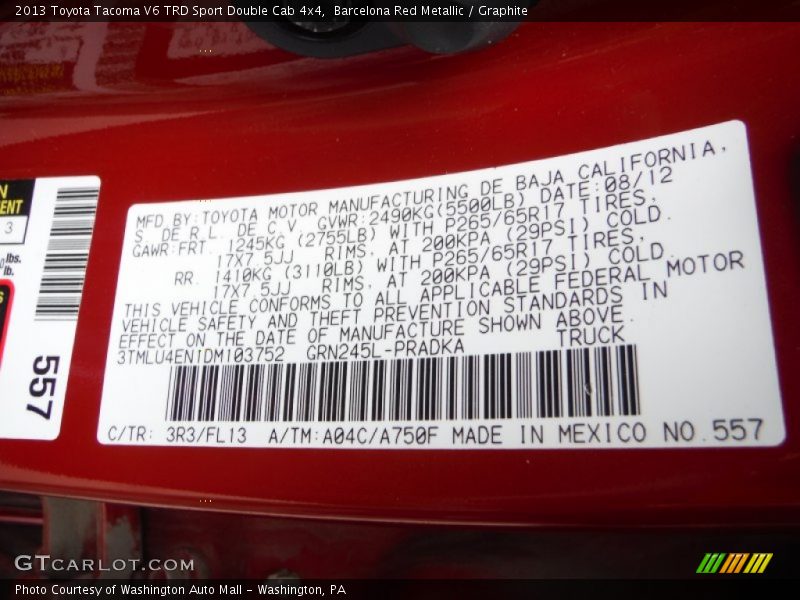 2013 Toyota Tacoma V6 TRD Sport Double Cab 4x4, Barcelona Red Metallic / Graphite
N
ENT
3
lbs.
lb.
557
MFD BY:TOYOTA MOTOR MANUFACTURING DE BAJA CALIFORNIA,
S. DE R.L. DE C.V. GVWR:2490KG(5500LB) DATE:08/12
GAWR:FRT. 1245KG (2755LB) WITH P265/65R17 TIRES,
17X7.5JJ RIMS, AT 200KPA (29PSI) COLD.
RR. 1410KG (3110LB) WITH P265/65R17 TIRES,
17X7.5JJ RIMS, AT 200KPA (29PSI) COLD.
THIS VEHICLE CONFORMS TO ALL APPLICABLE FEDERAL MOTOR
VEHICLE SAFETY AND THEFT PREVENTION STANDARDS IN
EFFECT ON THE DATE OF MANUFACTURE SHOWN ABOVE.
3TMLU4EN1DM103752 GRN245L-PRADKA TRUCK
C/TR: 3R3/FL13 A/TM:A04C/A750F MADE IN MEXICO NO.557
GTCARLOT.COM
Photo Courtesy of Washington Auto Mall - Washington, PA